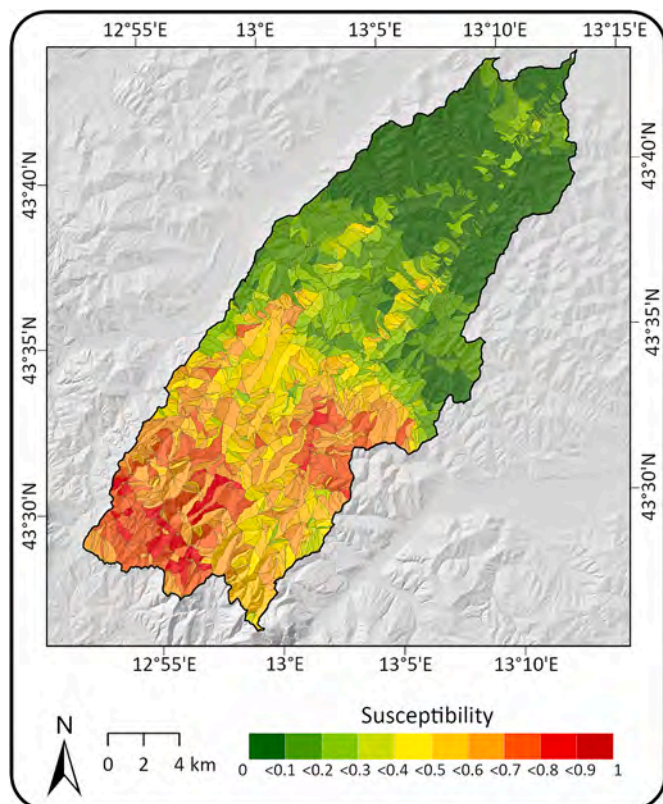 12°55'E 13°E 13°5'E 13°10'E 13°15'E
43°40'N 43°40'N
43°35'N 43°35'N
43°30'N 43°30'N
12°55'E 13°E 13°5'E 13°10'E
N
0 2 4 km
Susceptibility
0 <0.1 <0.2 <0.3 <0.4 <0.5 <0.6 <0.7 <0.8 <0.9 1